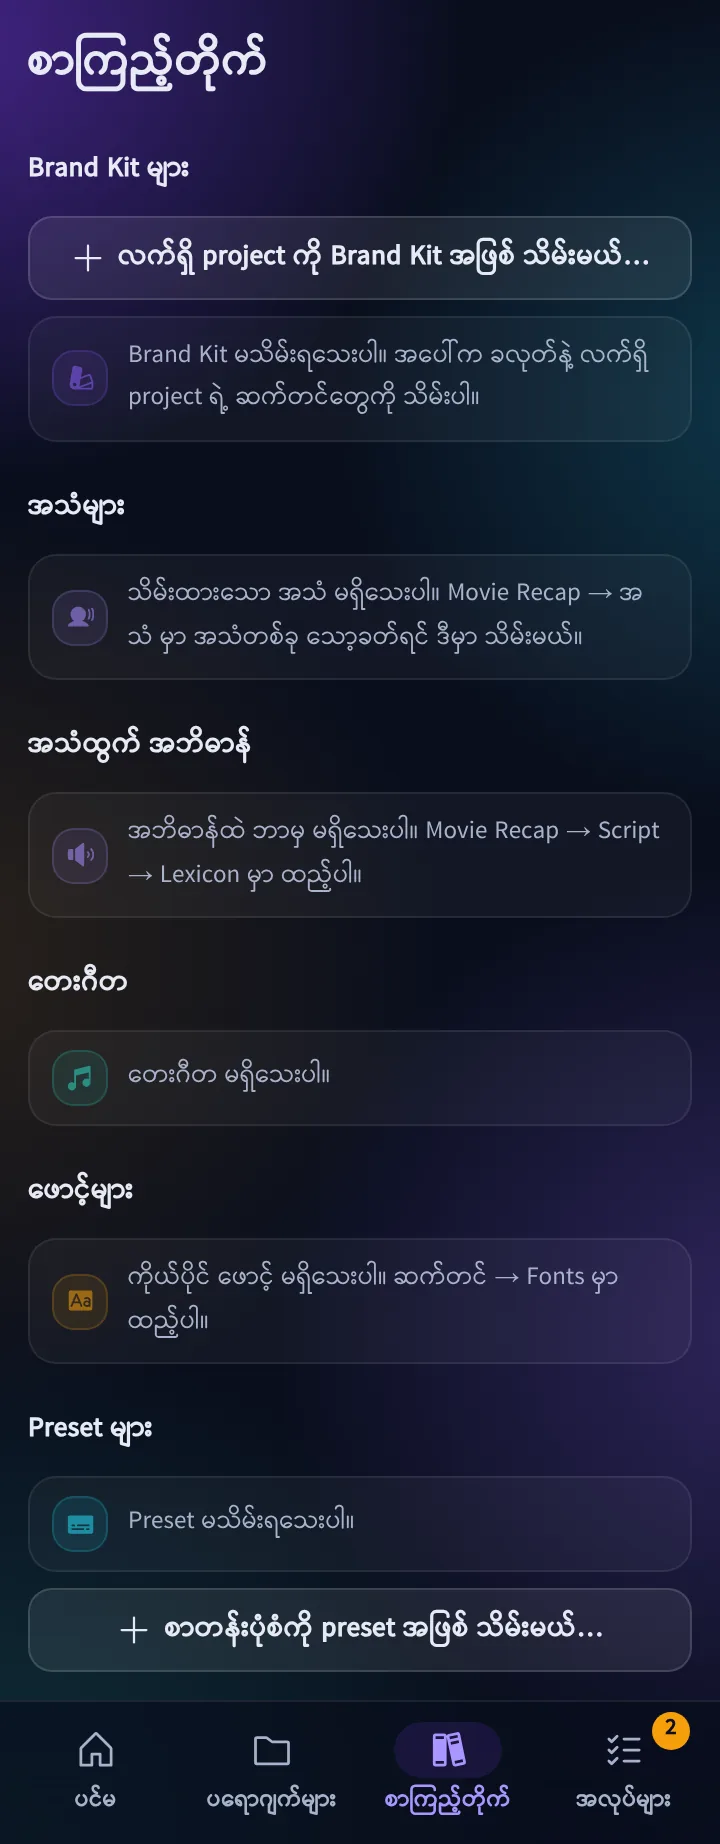 စာကြည့်တိုက်
Brand Kit များ
လက်ရှိ project ကို Brand Kit အဖြစ် သိမ်းမယ်…
Brand Kit မသိမ်းရသေးပါ။ အပေါ်က ခလုတ်နဲ့ လက်ရှိ
project ရဲ့ ဆက်တင်တွေကို သိမ်းပါ။
အသံများ
သိမ်းထားသော အသံ မရှိသေးပါ။ Movie Recap → အ
သံ မှာ အသံတစ်ခု သော့ခတ်ရင် ဒီမှာ သိမ်းမယ်။
အသံထွက် အဘိဓာန်
အဘိဓာန်ထဲ ဘာမှ မရှိသေးပါ။ Movie Recap → Script
→ Lexicon မှာ ထည့်ပါ။
တေးဂီတ
တေးဂီတ မရှိသေးပါ။
ဖောင့်များ
Aa
ကိုယ်ပိုင် ဖောင့် မရှိသေးပါ။ ဆက်တင် → Fonts မှာ
ထည့်ပါ။
Preset များ
Preset မသိမ်းရသေးပါ။
စာတန်းပုံစံကို preset အဖြစ် သိမ်းမယ်…
2
ပင်မ
ပရောဂျက်များ
စာကြည့်တိုက်
အလုပ်များ